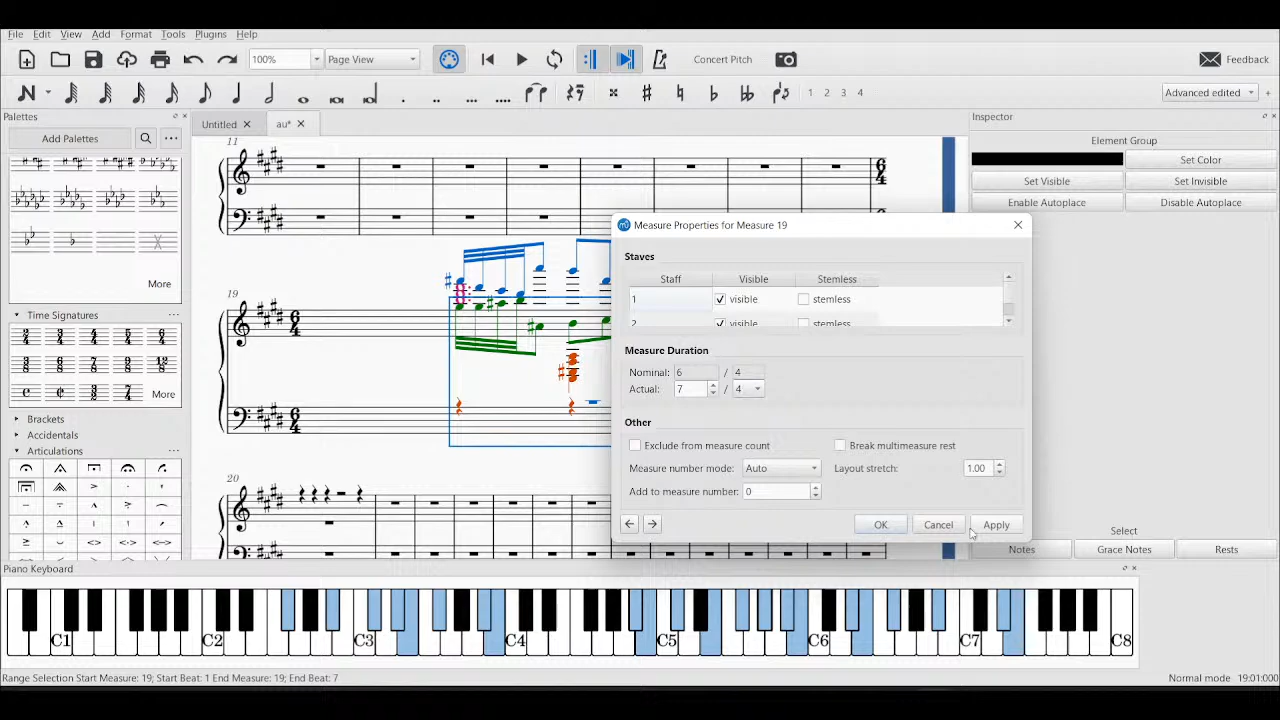 File Edit View Add Format Tools Plugins Help
100% Page View Concert Pitch Feedback
1 2 3 4 Advanced edited +
Palettes
Add Palettes
More
Time Signatures
More
Brackets
Accidentals
Articulations
Untitled au*
11
19
20
Inspector
Element Group
Set Color
Set Visible Set Invisible
Enable Autoplace Disable Autoplace
Select
Notes Grace Notes Rests
Measure Properties for Measure 19
Staves
Staff Visible Stemless
1 visible stemless
2 visible stemless
Measure Duration
Nominal: 6 / 4
Actual: 7 / 4
Other
Exclude from measure count Break multimeasure rest
Measure number mode: Auto Layout stretch: 1.00
Add to measure number: 0
OK Cancel Apply
Piano Keyboard
C1 C2 C3 C4 C5 C6 C7 C8
Range Selection Start Measure: 19; Start Beat: 1 End Measure: 19; End Beat: 7 Normal mode 19:01:000